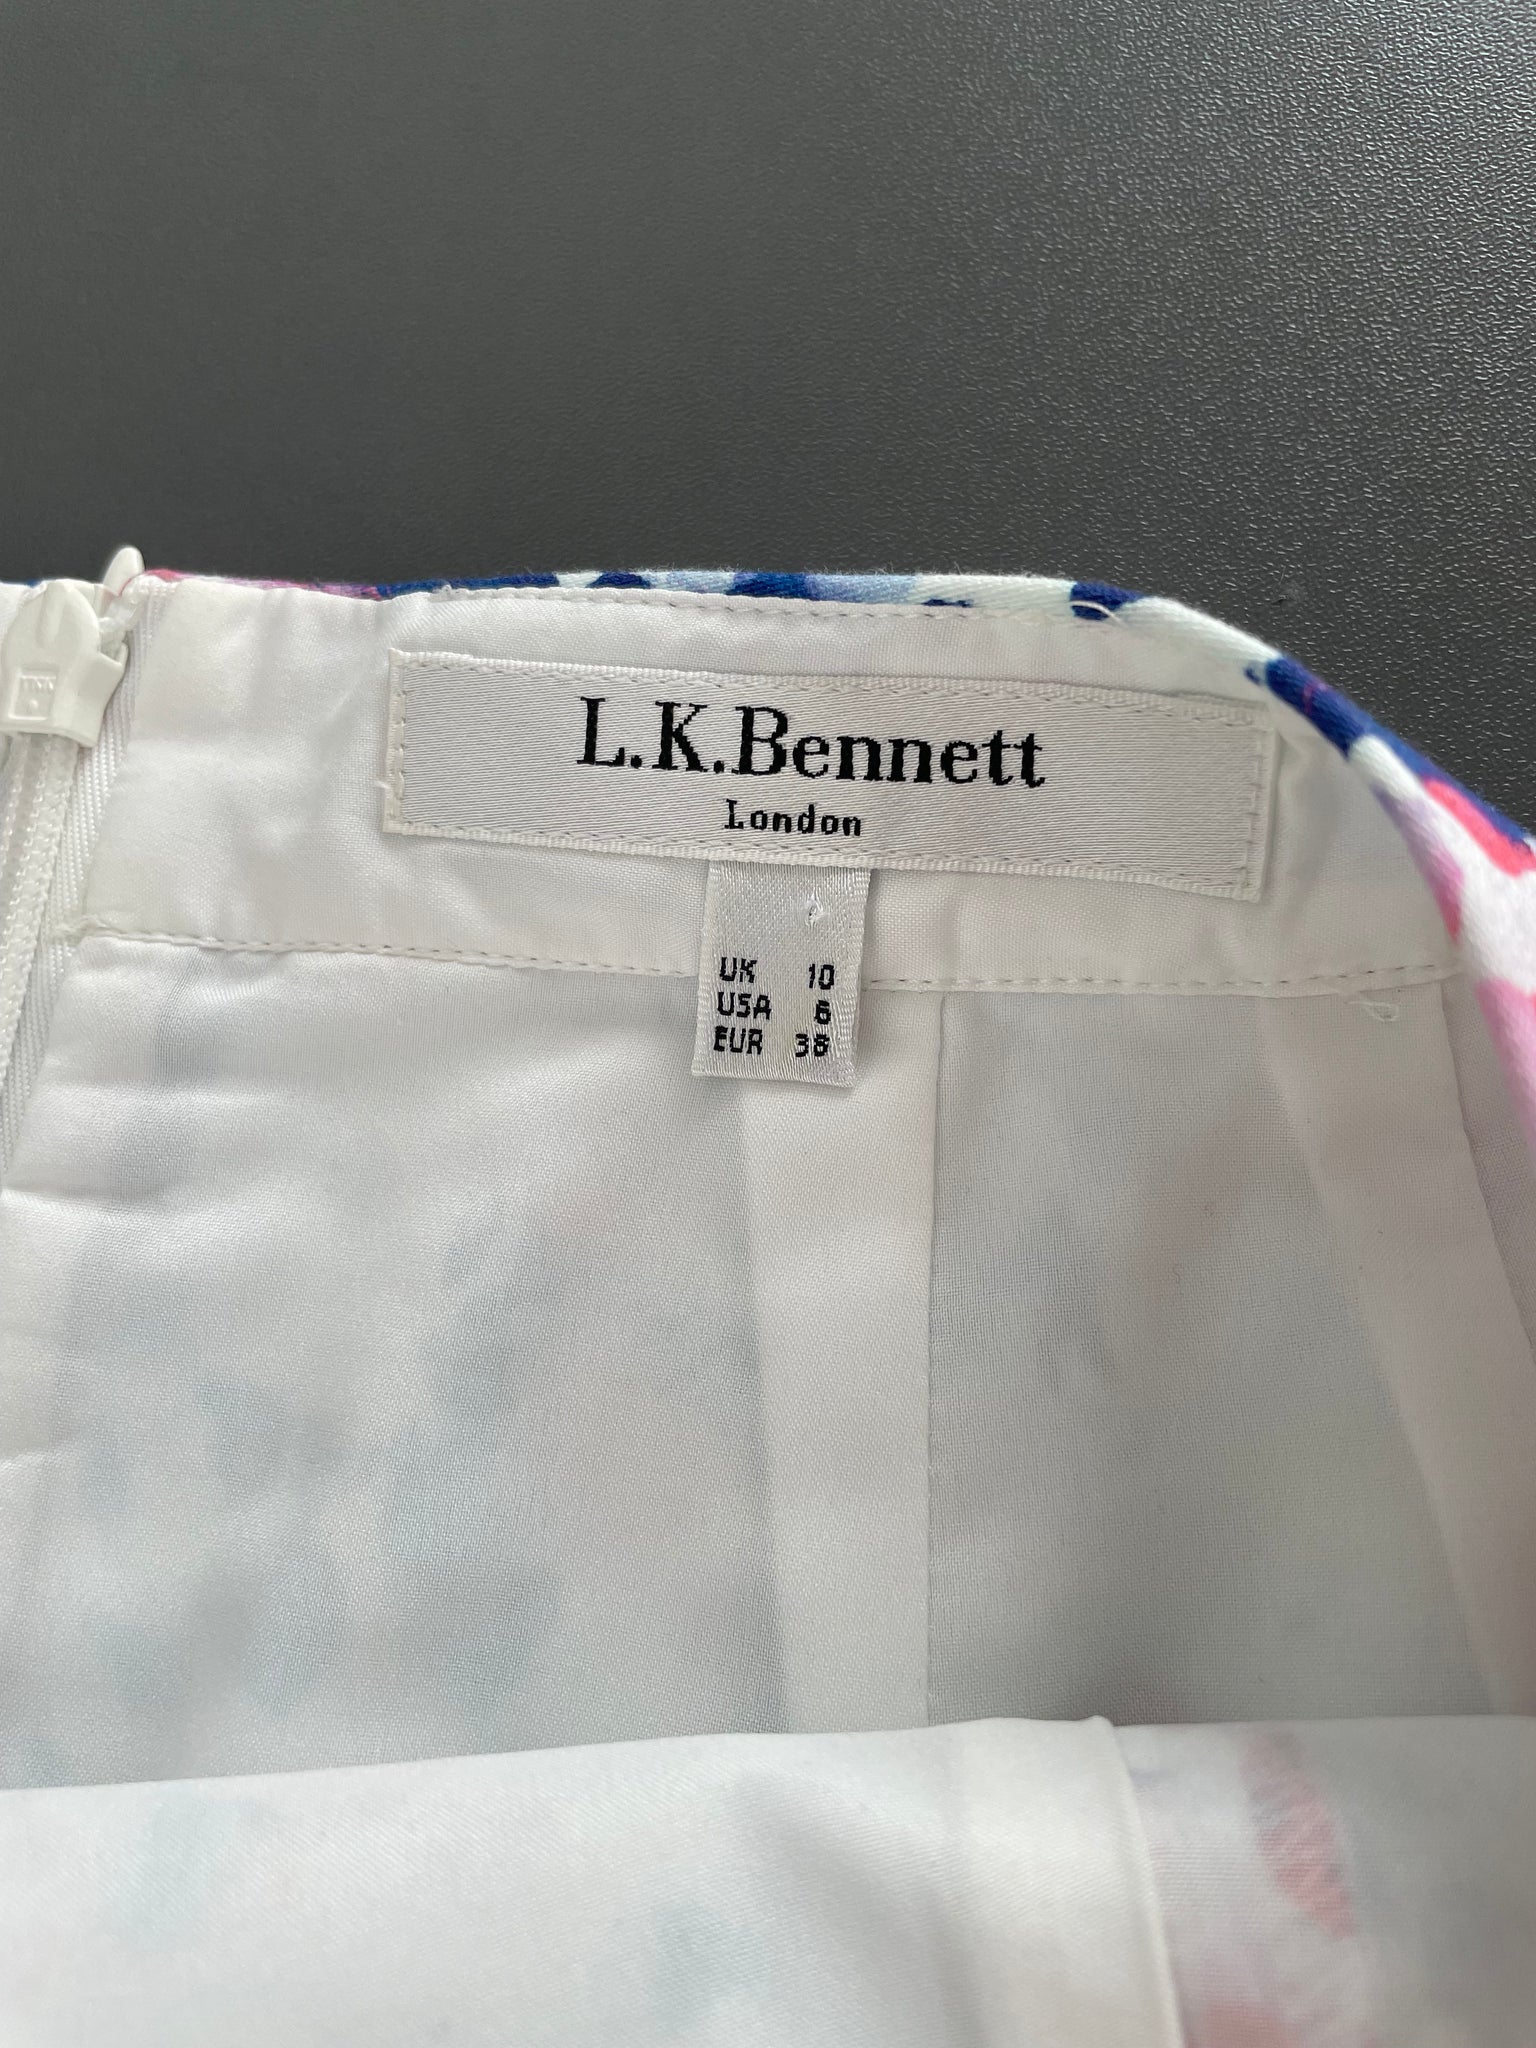 L.K.Bennett
London
UK 10
USA 6
EUR 38